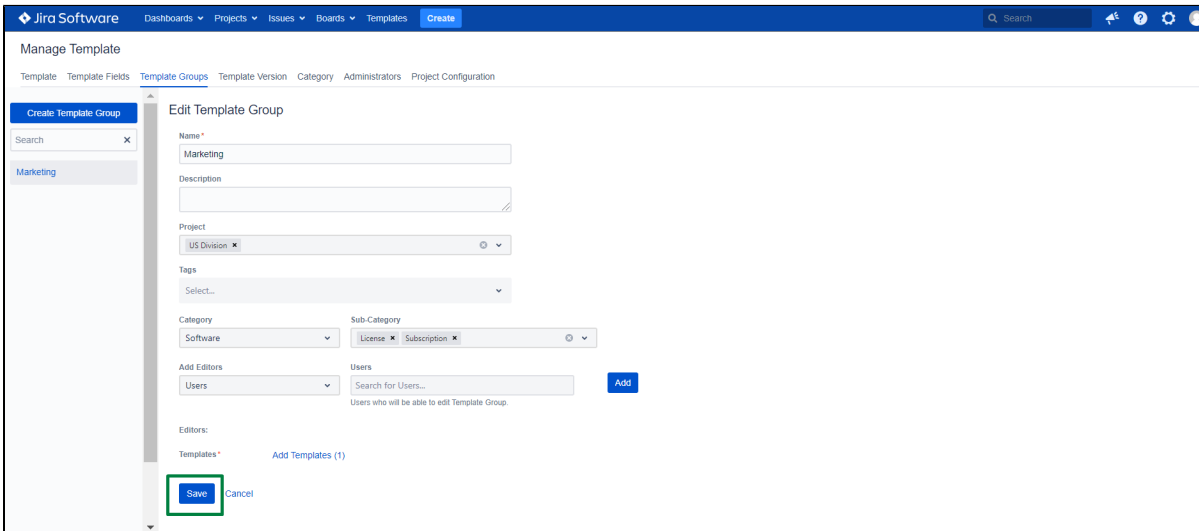 Jira Software Dashboards Projects Issues Boards Templates Create Search
Manage Template
Template Template Fields Template Groups Template Version Category Administrators Project Configuration
Create Template Group
Search
Marketing
Edit Template Group
Name*
Marketing
Description
Project
US Division
Tags
Select...
Category Sub-Category
Software License Subscription
Add Editors Users
Users Search for Users... Add
Users who will be able to edit Template Group.
Editors:
Templates* Add Templates (1)
Save Cancel